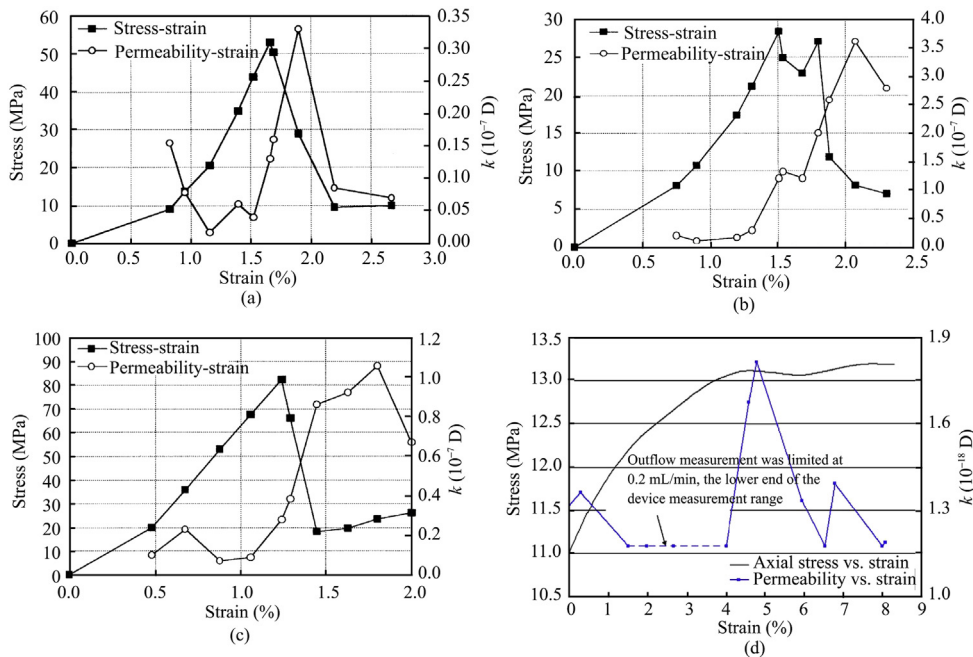 Stress (MPa)
60
50
40
30
20
10
0
Stress-strain
Permeability-strain
0.35
0.30
0.25
0.20
0.15
0.10
0.05
0.00
k (10⁻⁷ D)
0.0 0.5 1.0 1.5 2.0 2.5 3.0
Strain (%)
(a)
Stress (MPa)
30
25
20
15
10
5
0
Stress-strain
Permeability-strain
4.0
3.5
3.0
2.5
2.0
1.5
1.0
0.5
0.0
k (10⁻⁷ D)
0.0 0.5 1.0 1.5 2.0 2.5
Strain (%)
(b)
Stress (MPa)
100
90
80
70
60
50
40
30
20
10
0
Stress-strain
Permeability-strain
1.2
1.0
0.8
0.6
0.4
0.2
0.0
k (10⁻⁷ D)
0.0 0.5 1.0 1.5 2.0
Strain (%)
(c)
Stress (MPa)
13.5
13.0
12.5
12.0
11.5
11.0
10.5
Outflow measurement was limited at
0.2 mL/min, the lower end of the
device measurement range
Axial stress vs. strain
Permeability vs. strain
1.9
1.6
1.3
1.0
k (10⁻¹⁸ D)
0 1 2 3 4 5 6 7 8 9
Strain (%)
(d)